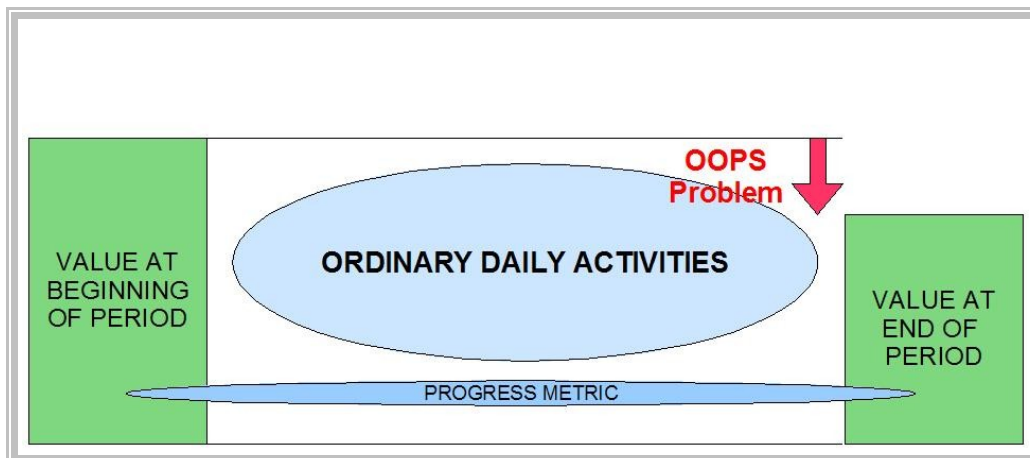 OOPS
Problem
VALUE AT
BEGINNING
OF PERIOD
ORDINARY DAILY ACTIVITIES
VALUE AT
END OF
PERIOD
PROGRESS METRIC